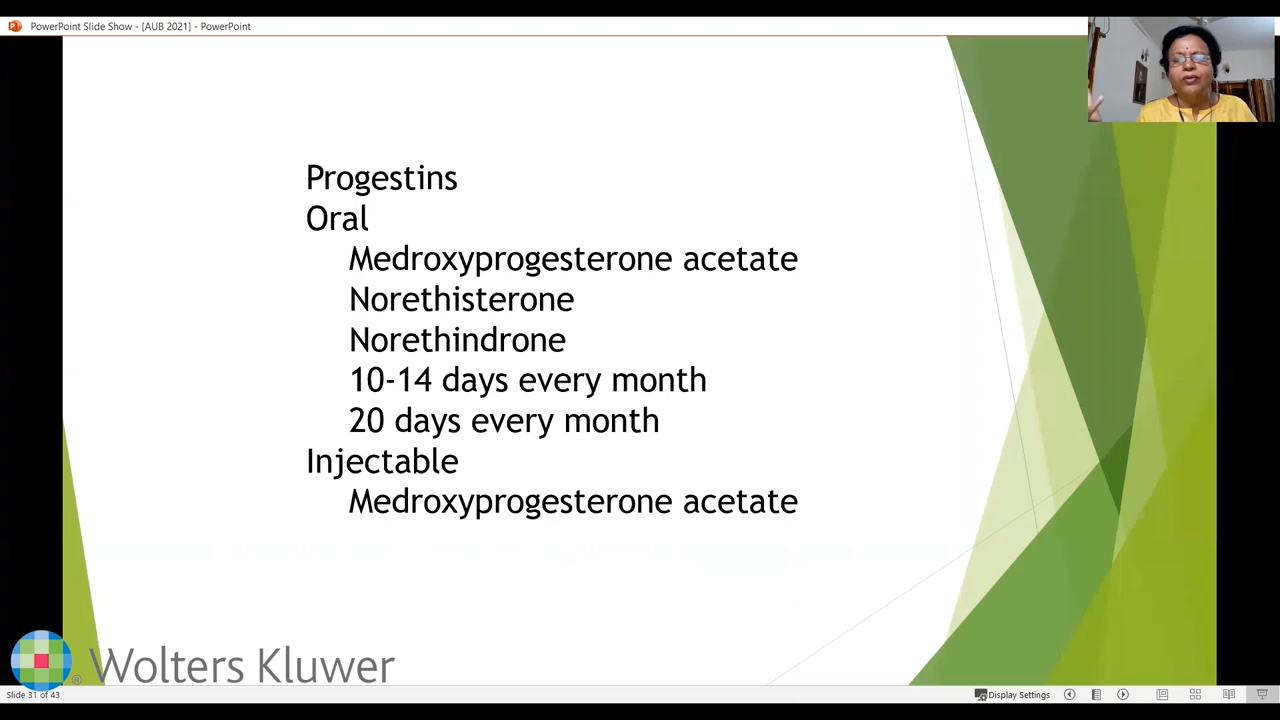 PowerPoint Slide Show - [AUB 2021] - PowerPoint
Progestins
Oral
Medroxyprogesterone acetate
Norethisterone
Norethindrone
10-14 days every month
20 days every month
Injectable
Medroxyprogesterone acetate
® Wolters Kluwer
Slide 31 of 43
Display Settings